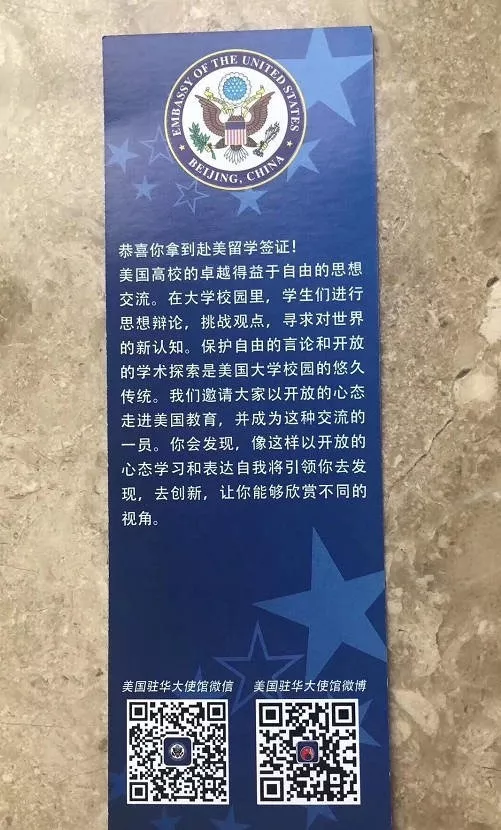 EMBASSY OF THE UNITED STATES
BEIJING, CHINA
恭喜你拿到赴美留学签证！
美国高校的卓越得益于自由的思想
交流。在大学校园里，学生们进行
思想辩论，挑战观点，寻求对世界
的新认知。保护自由的言论和开放
的学术探索是美国大学校园的悠久
传统。我们邀请大家以开放的心态
走进美国教育，并成为这种交流的
一员。你会发现，像这样以开放的
心态学习和表达自我将引领你去发
现，去创新，让你能够欣赏不同的
视角。
美国驻华大使馆微信 美国驻华大使馆微博